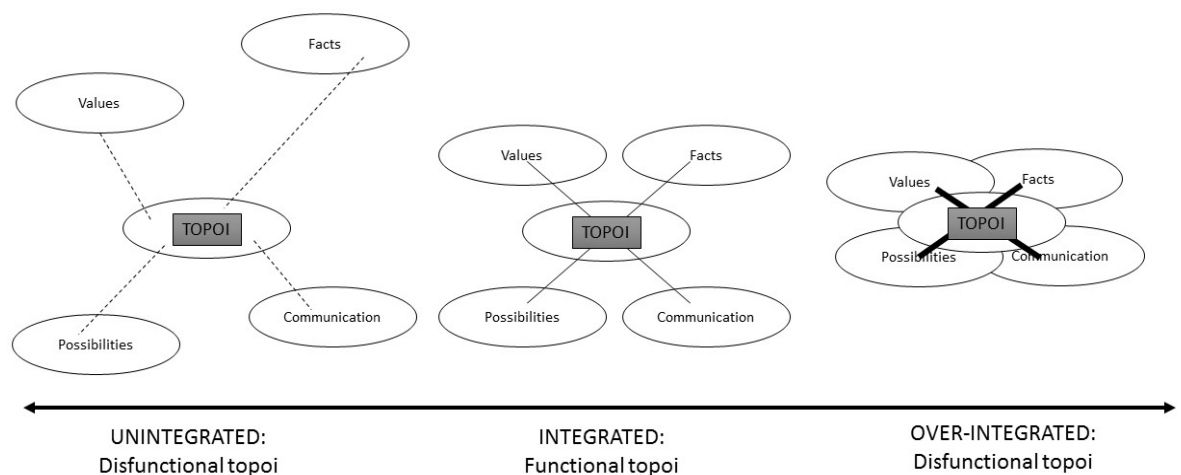 Facts
Values
TOPOI
Communication
Possibilities
Values
Facts
TOPOI
Possibilities
Communication
Values
Facts
TOPOI
Possibilities
Communication
UNINTEGRATED:
Disfunctional topoi
INTEGRATED:
Functional topoi
OVER-INTEGRATED:
Disfunctional topoi